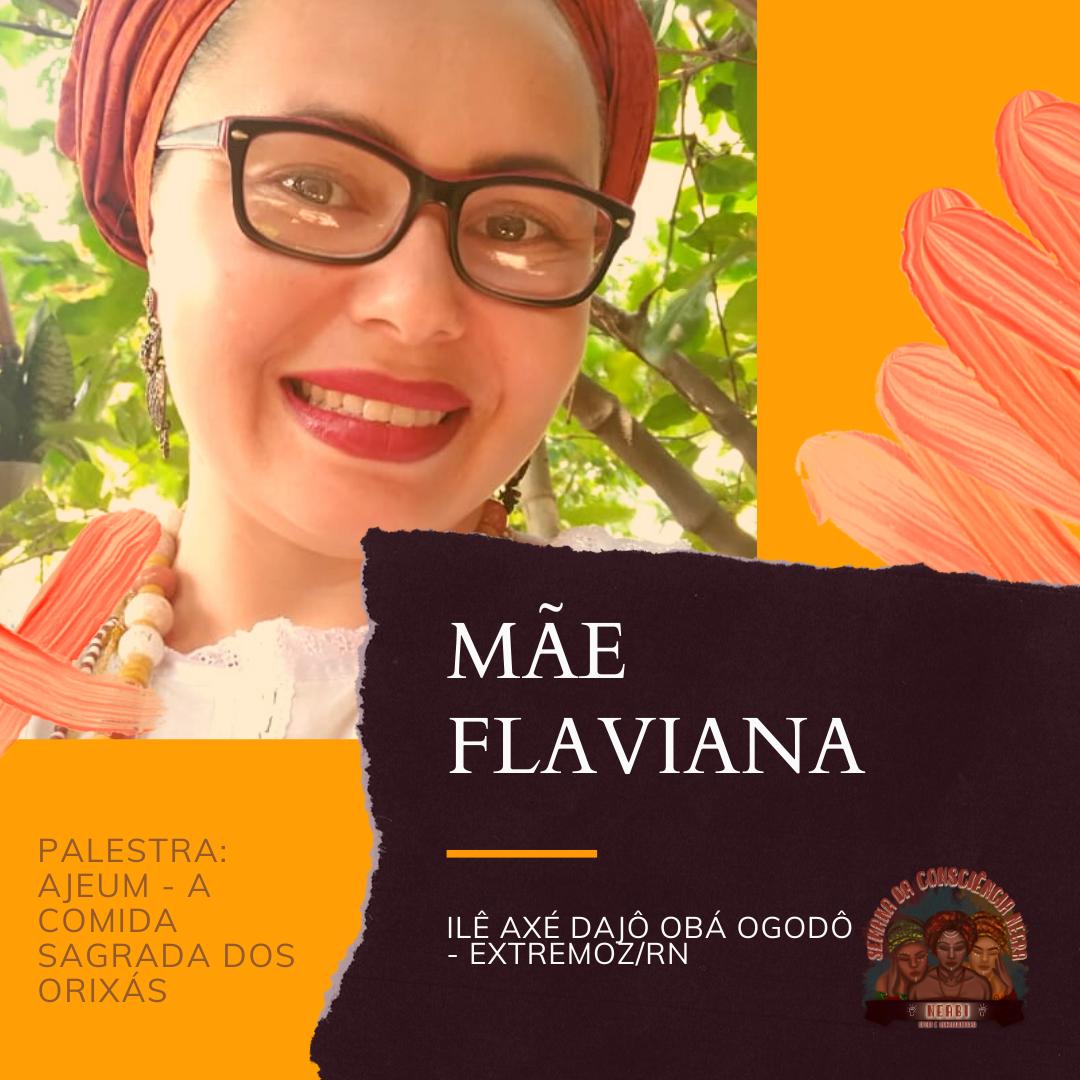 MÃE
FLAVIANA
PALESTRA:
AJEUM - A
COMIDA
SAGRADA DOS
ORIXÁS
ILÊ AXÉ DAJÔ OBÁ OGODÔ
- EXTREMOZ/RN
SEMANA DA CONSCIÊNCIA NEGRA
NEABI